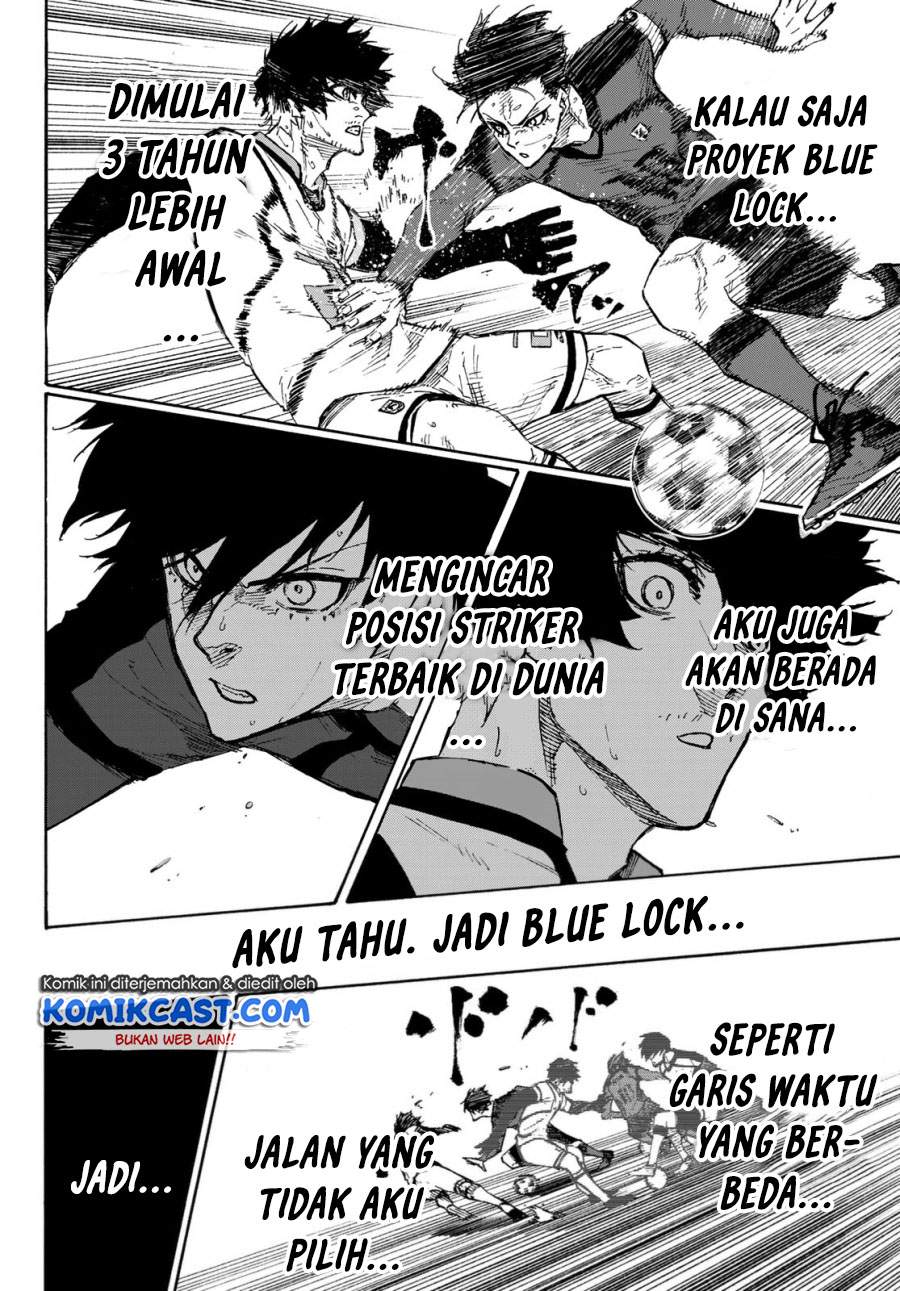 KALAU SAJA
PROYEK BLUE
LOCK...
DIMULAI
3 TAHUN
LEBIH
AWAL
...
AKU JUGA
AKAN BERADA
DI SANA...
MENGINCAR
POSISI STRIKER
TERBAIK DI DUNIA
...
AKU TAHU. JADI BLUE LOCK...
SEPERTI
GARIS WAKTU
YANG BER-
BEDA...
JALAN YANG
TIDAK AKU
PILIH...
JADI...
Komik ini diterjemahkan & diedit oleh
KOMIKCAST.COM
BUKAN WEB LAIN!!